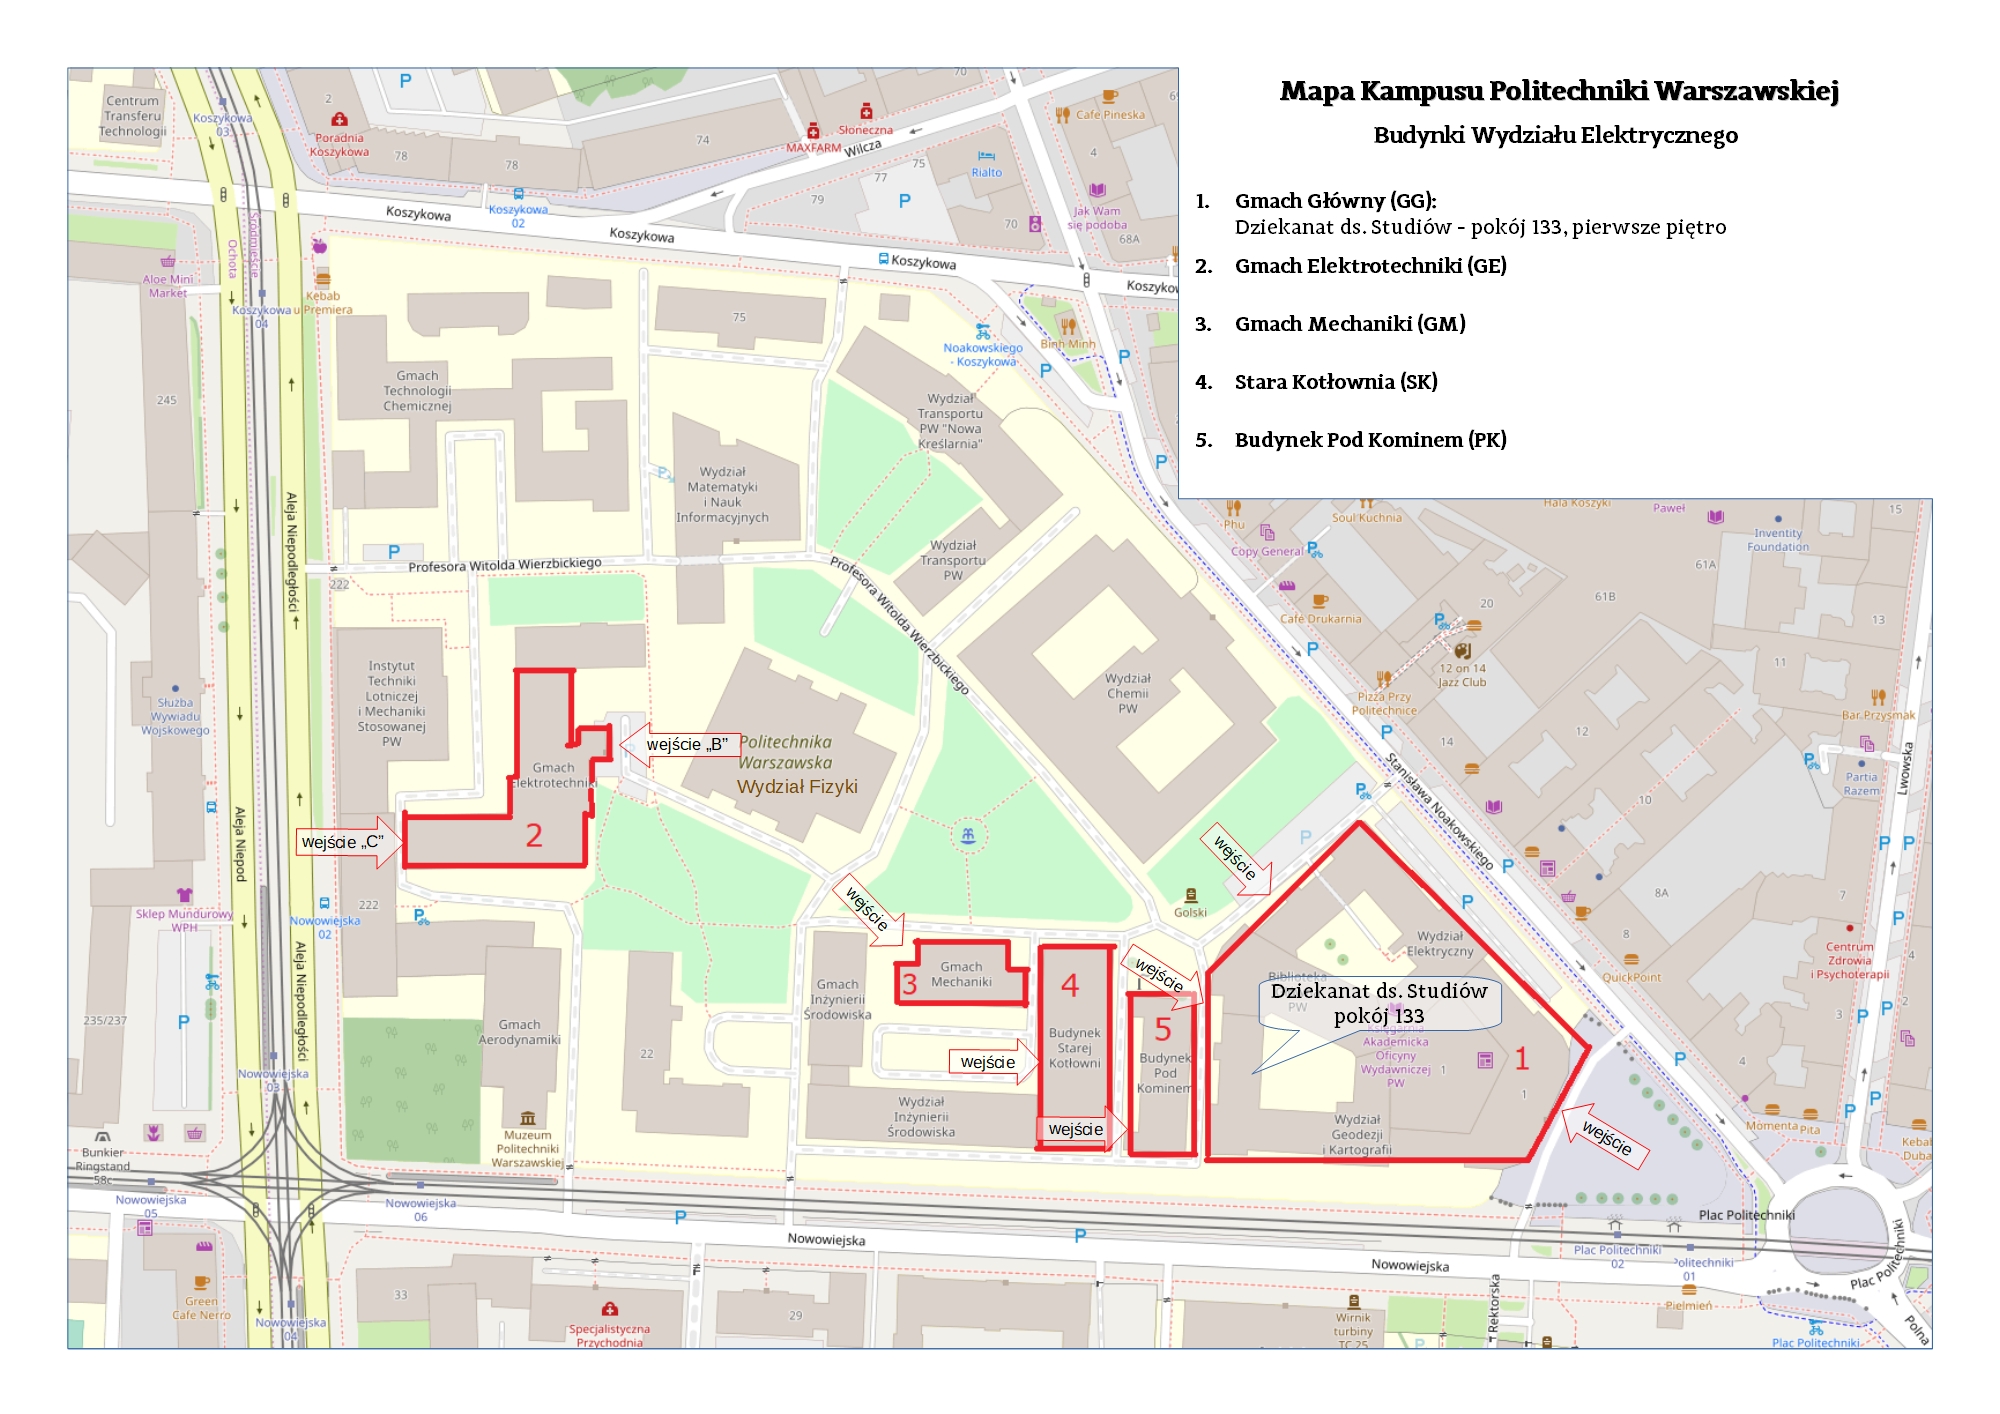 Mapa Kampusu Politechniki Warszawskiej
Budynki Wydziału Elektrycznego
1. Gmach Główny (GG):
Dziekanat ds. Studiów - pokój 133, pierwsze piętro
2. Gmach Elektrotechniki (GE)
3. Gmach Mechaniki (GM)
4. Stara Kotłownia (SK)
5. Budynek Pod Kominem (PK)
Centrum
Transferu
Technologii
Koszykowa
03
P
2
Poradnia
Koszykowa
78
78
74
MAXFARM
Słoneczna
Wilcza
70
Cafe Pineska
4
75
77
79
P
Rialto
70
Jak Wam
się podoba
68A
Koszykowa
Koszykowa
02
Koszykowa
Koszykowa
Ochota
Śródmieście
Aloe Mini
Market
Koszykowa
04
Kebab
u Premiera
75
Noakowskiego
- Koszykowa
Binh Minh
P
P
P
245
Gmach
Technologii
Chemicznej
Wydział
Transportu
PW "Nowa
Kreślarnia"
Wydział
Matematyki
i Nauk
Informacyjnych
P
Aleja Niepodległości
P
Profesora Witolda Wierzbickiego
222
Wydział
Transportu
PW
Profesora Witolda Wierzbickiego
Phu
Copy General
Soul Kuchnia
Hala Koszyki
Paweł
Inventity
Foundation
15
61A
61B
20
13
Café Drukarnia
P
P
P
12 on 14
Jazz Club
Pizza Przy
Politechnice
11
12
14
Bar Przysmak
Partia
Razem
P
Lwowska
Instytut
Techniki
Lotniczej
i Mechaniki
Stosowanej
PW
Służba
Wywiadu
Wojskowego
Gmach
Elektrotechniki
2
wejście „B”
wejście „C”
Politechnika
Warszawska
Wydział Fizyki
Wydział
Chemii
PW
P
P
P
Stanisława Noakowskiego
10
8A
8
7
P
P
P
Aleja Niepod
Sklep Mundurowy
WPH
222
Nowowiejska
02
P
Aleja Niepodległości
wejście
wejście
Golski
wejście
P
P
Wydział
Elektryczny
QuickPoint
Centrum
Zdrowia
i Psychoterapii
Gmach
Inżynierii
Środowiska
3
Gmach
Mechaniki
4
Budynek
Starej
Kotłowni
wejście
5
Budynek
Pod
Kominem
wejście
Dziekanat ds. Studiów
pokój 133
Biblioteka
PW
Księgarnia
Akademicka
Oficyny
Wydawniczej
PW
1
1
1
Wydział
Geodezji
i Kartografii
wejście
4
3
2
P
P
P
P
235/237
P
Gmach
Aerodynamiki
22
Wydział
Inżynierii
Środowiska
Nowowiejska
03
Muzeum
Politechniki
Warszawskiej
Momenta
Pita
Kebab
Duba
Bunkier
Ringstand
58c
Nowowiejska
05
Nowowiejska
06
P
P
Nowowiejska
Nowowiejska
Plac Politechniki
Plac Politechniki
02
Politechniki
01
Plac Politechniki
Green
Cafe Nerro
Nowowiejska
04
33
Specjalistyczna
Przychodnia
29
Wirnik
turbiny
TC 25
P
Rektorska
Pielmień
Plac Politechniki
Polna